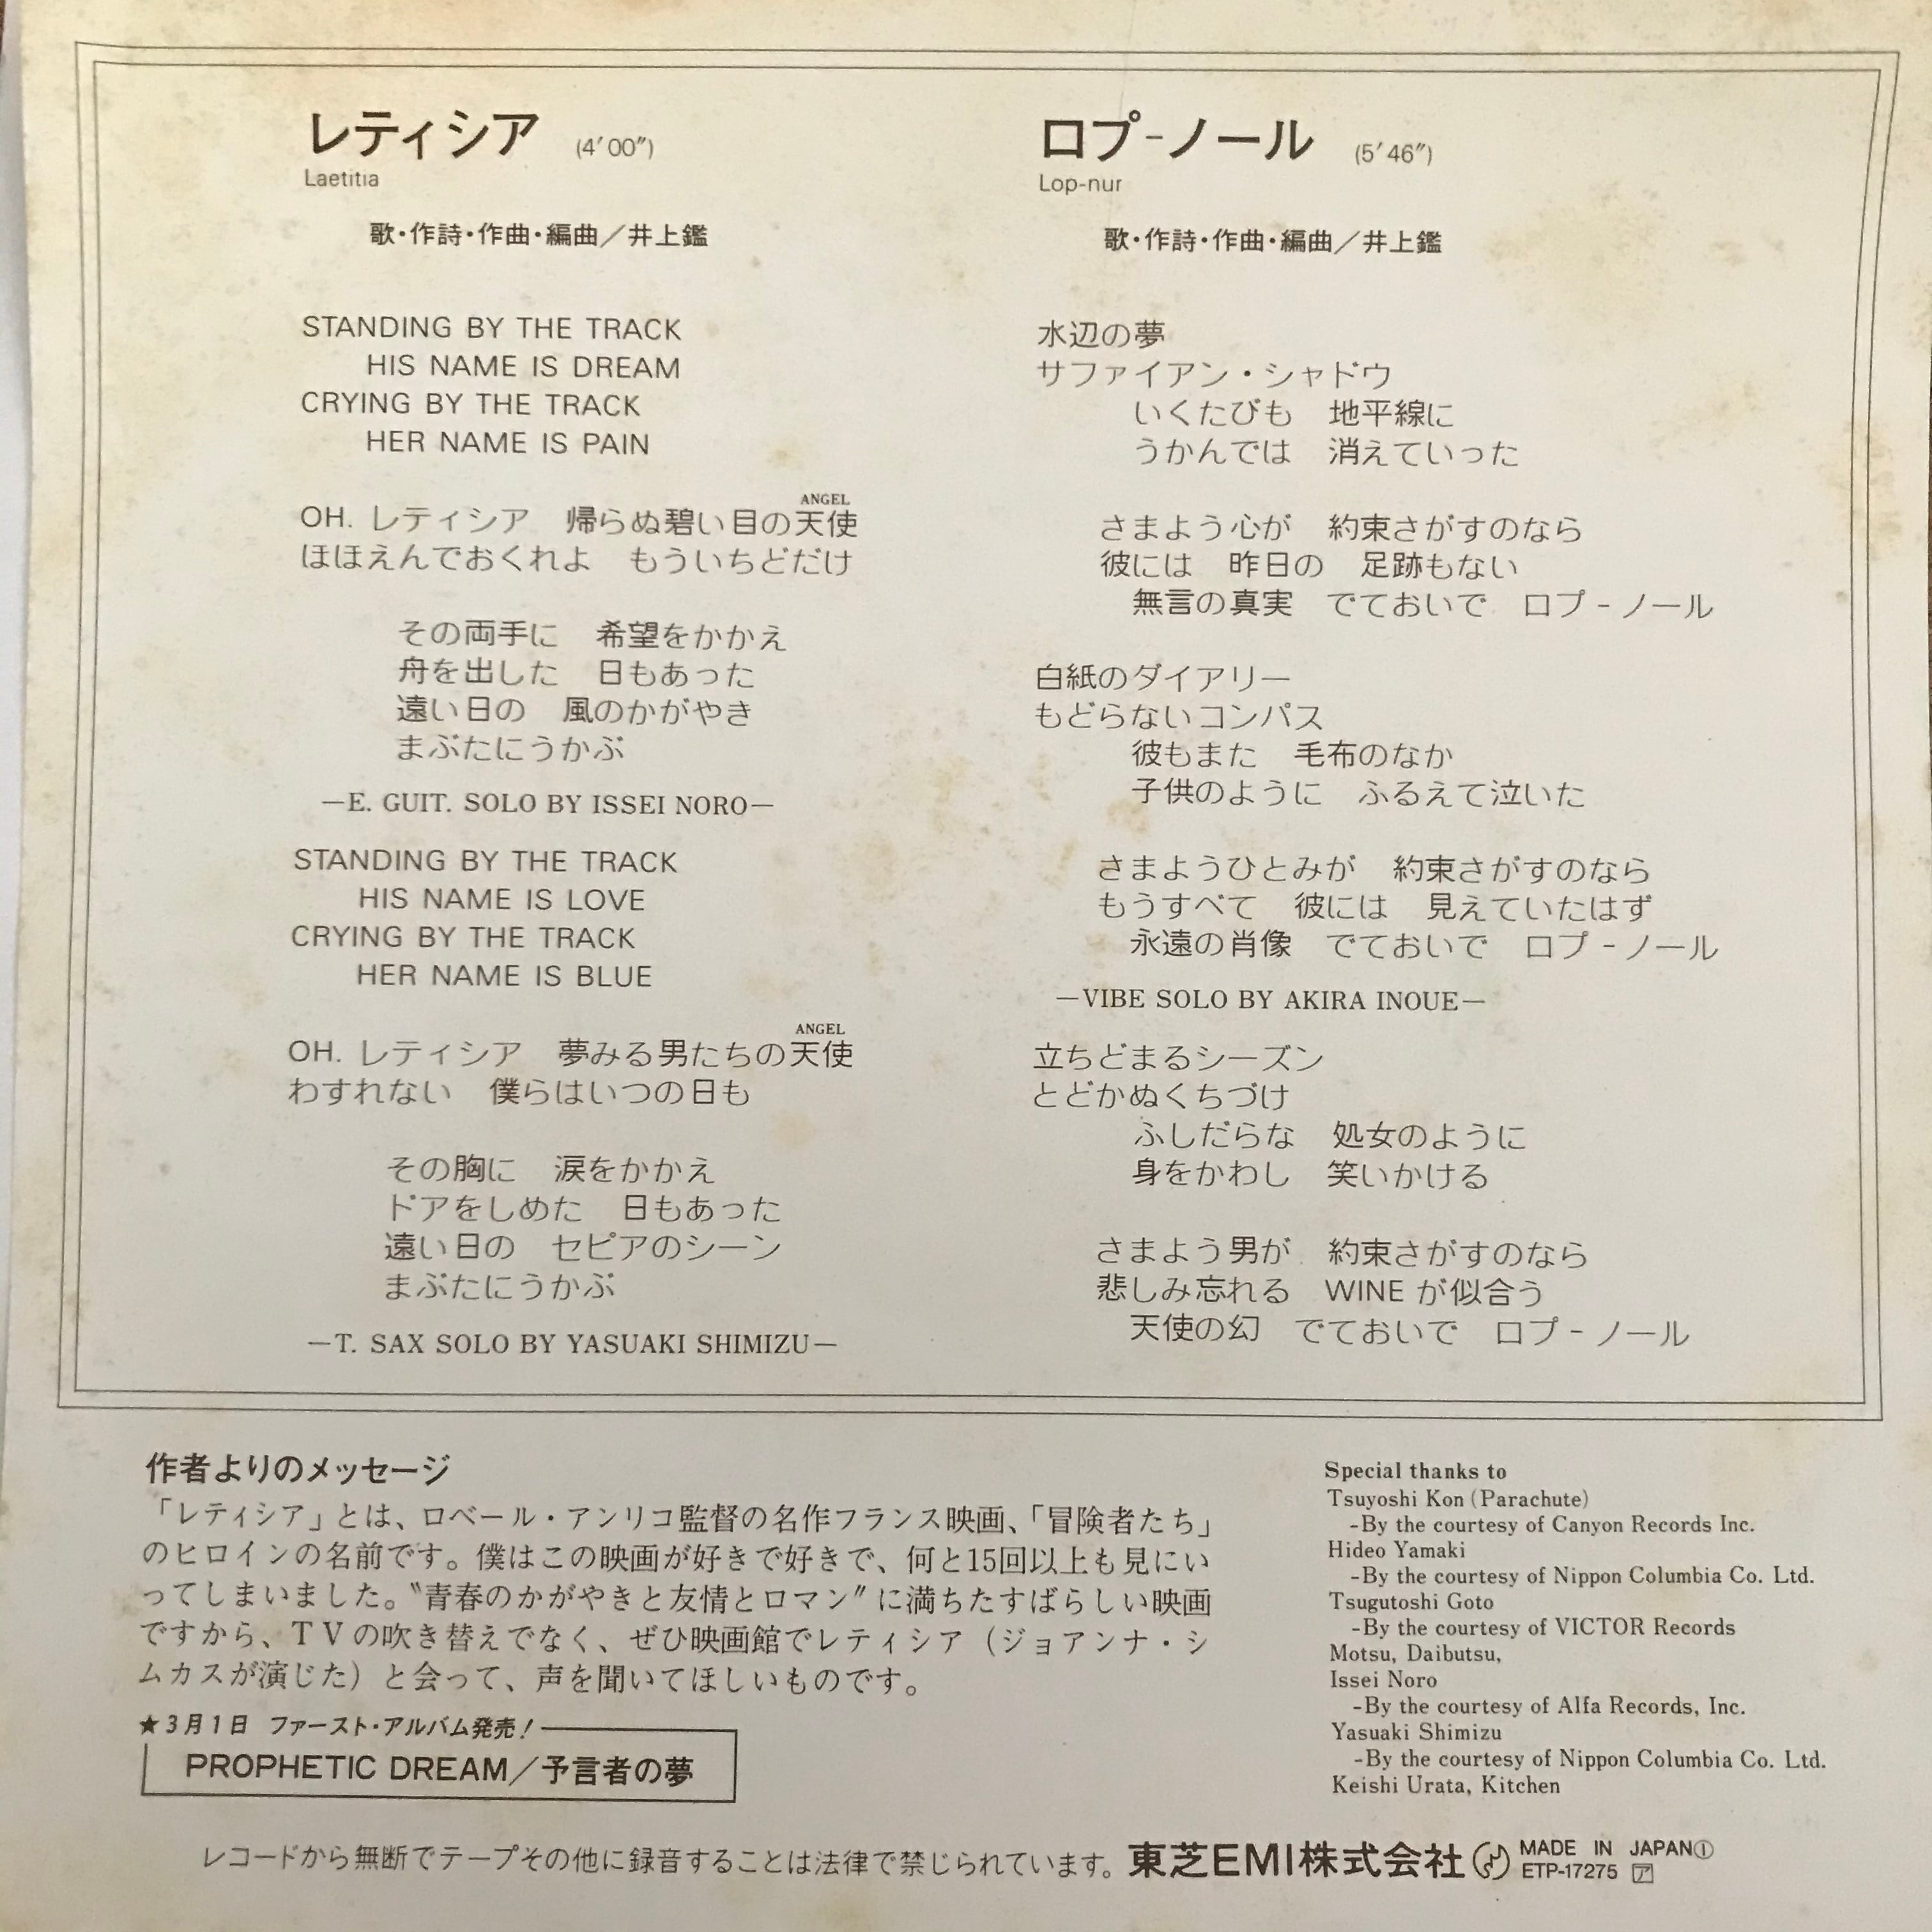 レティシア (4′00″)
Laetitia
歌・作詩・作曲・編曲／井上鑑
STANDING BY THE TRACK
HIS NAME IS DREAM
CRYING BY THE TRACK
HER NAME IS PAIN
ANGEL
OH. レティシア　帰らぬ碧い目の天使
ほほえんでおくれよ　もういちどだけ
その両手に　希望をかかえ
舟を出した　日もあった
遠い日の　風のかがやき
まぶたにうかぶ
—E. GUIT. SOLO BY ISSEI NORO—
STANDING BY THE TRACK
HIS NAME IS LOVE
CRYING BY THE TRACK
HER NAME IS BLUE
ANGEL
OH. レティシア　夢みる男たちの天使
わすれない　僕らはいつの日も
その胸に　涙をかかえ
ドアをしめた　日もあった
遠い日の　セピアのシーン
まぶたにうかぶ
—T. SAX SOLO BY YASUAKI SHIMIZU—
ロプ-ノール (5′46″)
Lop-nur
歌・作詩・作曲・編曲／井上鑑
水辺の夢
サファイアン・シャドウ
いくたびも　地平線に
うかんでは　消えていった
さまよう心が　約束さがすのなら
彼には　昨日の　足跡もない
無言の真実　でておいで　ロプ-ノール
白紙のダイアリー
もどらないコンパス
彼もまた　毛布のなか
子供のように　ふるえて泣いた
さまようひとみが　約束さがすのなら
もうすべて　彼には　見えていたはず
永遠の肖像　でておいで　ロプ-ノール
—VIBE SOLO BY AKIRA INOUE—
立ちどまるシーズン
とどかぬくちづけ
ふしだらな　処女のように
身をかわし　笑いかける
さまよう男が　約束さがすのなら
悲しみ忘れる　WINE が似合う
天使の幻　でておいで　ロプ-ノール
作者よりのメッセージ
「レティシア」とは、ロベール・アンリコ監督の名作フランス映画、「冒険者たち」
のヒロインの名前です。僕はこの映画が好きで好きで、何と15回以上も見にい
ってしまいました。〝青春のかがやきと友情とロマン〟に満ちたすばらしい映画
ですから、ＴＶの吹き替えでなく、ぜひ映画館でレティシア（ジョアンナ・シ
ムカスが演じた）と会って、声を聞いてほしいものです。
★3月1日　ファースト・アルバム発売！
PROPHETIC DREAM／予言者の夢
Special thanks to
Tsuyoshi Kon (Parachute)
-By the courtesy of Canyon Records Inc.
Hideo Yamaki
-By the courtesy of Nippon Columbia Co. Ltd.
Tsugutoshi Goto
-By the courtesy of VICTOR Records
Motsu, Daibutsu,
Issei Noro
-By the courtesy of Alfa Records, Inc.
Yasuaki Shimizu
-By the courtesy of Nippon Columbia Co. Ltd.
Keishi Urata, Kitchen
レコードから無断でテープその他に録音することは法律で禁じられています。東芝EMI株式会社 MADE IN JAPAN①
ETP-17275 ア